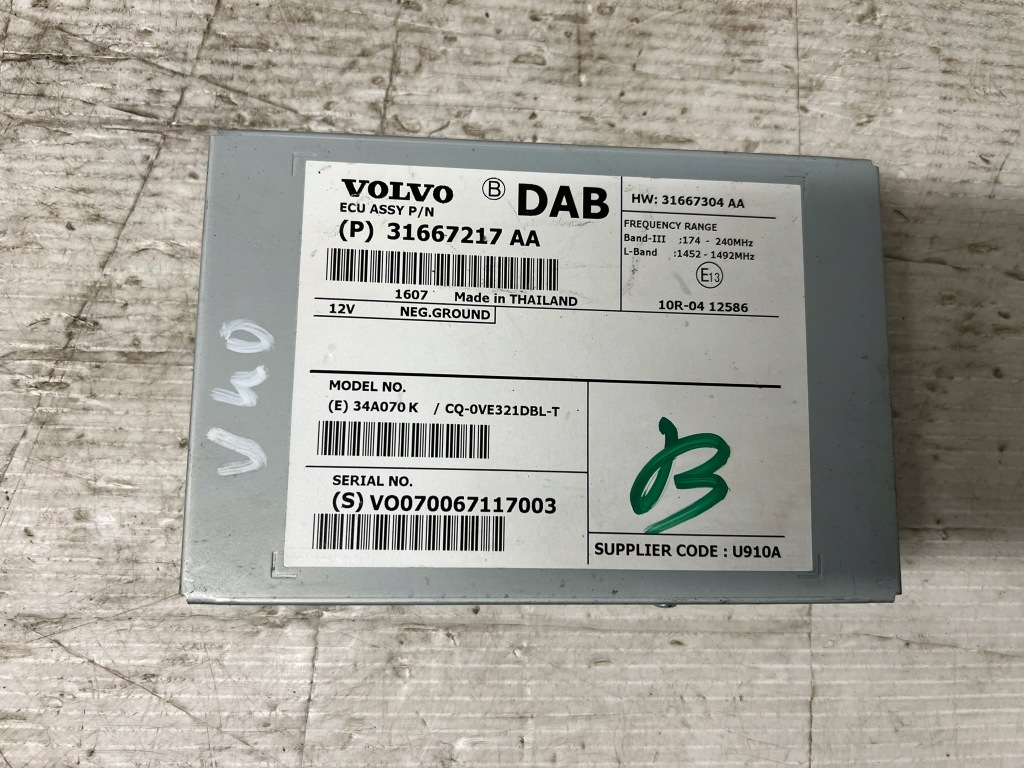 VOLVO Ⓑ DAB
ECU ASSY P/N
(P) 31667217 AA
1607 Made in THAILAND
12V NEG.GROUND
HW: 31667304 AA
FREQUENCY RANGE
Band-III :174 - 240MHz
L-Band :1452 - 1492MHz
E13
10R-04 12586
MODEL NO.
(E) 34A070 K / CQ-0VE321DBL-T
SERIAL NO.
(S) VO070067117003
B
SUPPLIER CODE : U910A
V40